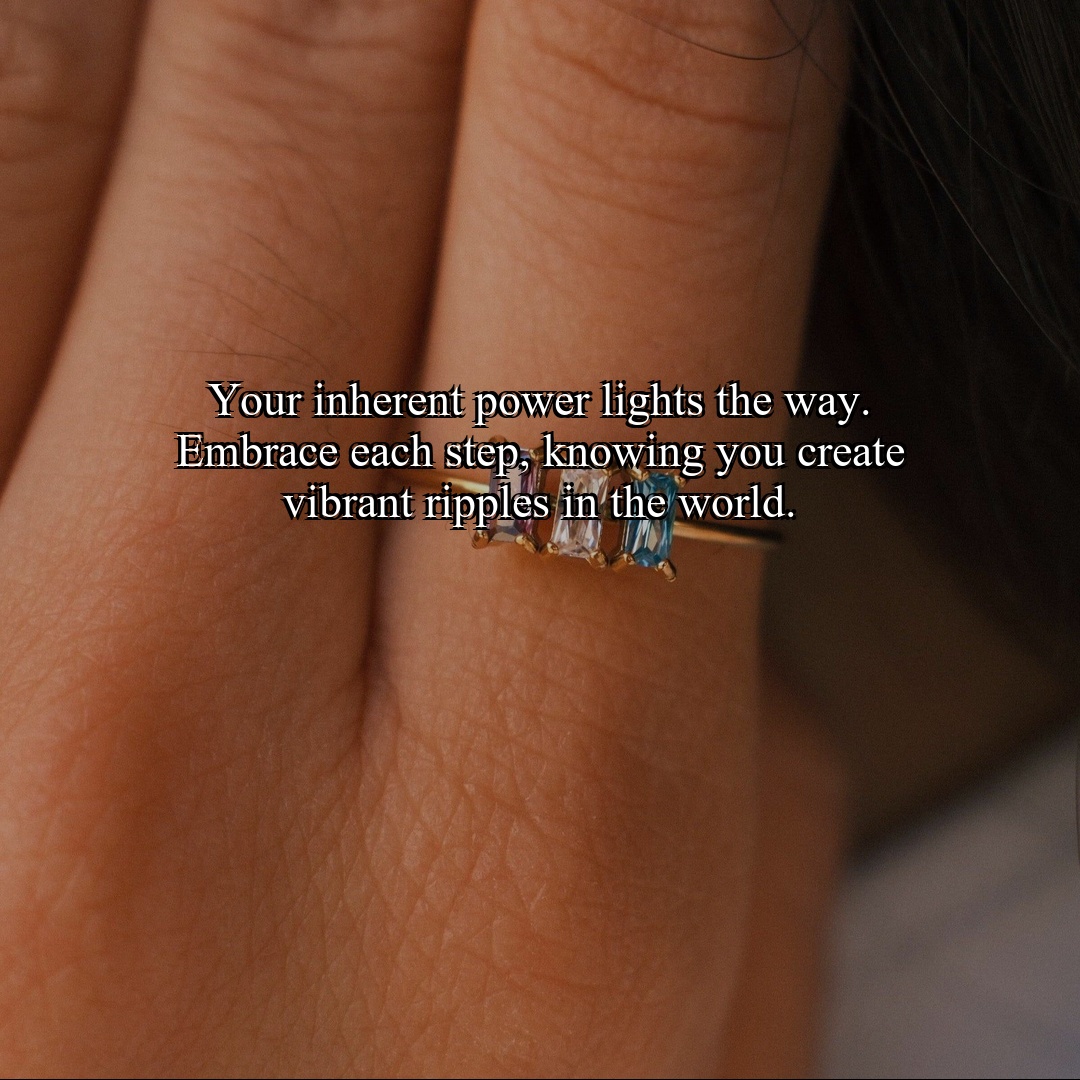 Your inherent power lights the way.
Embrace each step, knowing you create
vibrant ripples in the world.